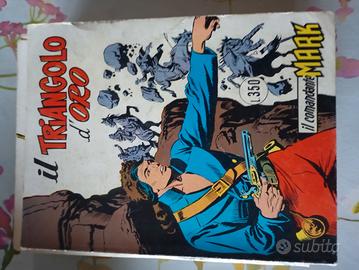 il TRIANGOLO
d'ORO
L.350
il comandante
MARK
subito